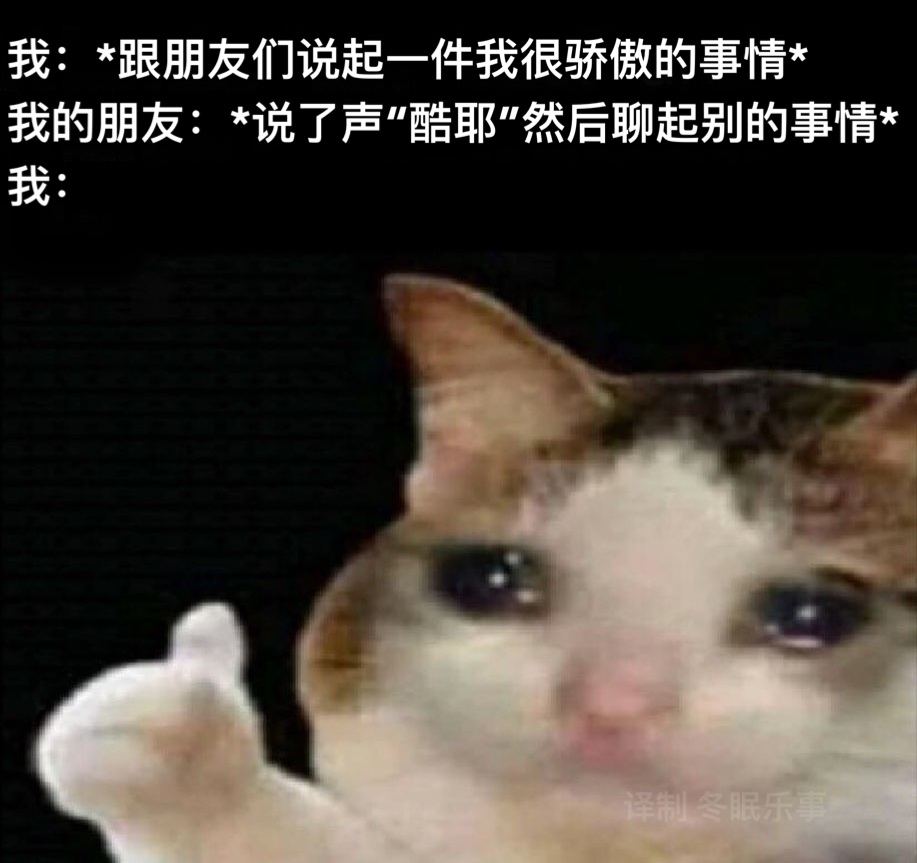 我：*跟朋友们说起一件我很骄傲的事情*
我的朋友：*说了声“酷耶”然后聊起别的事情*
我：
译制 冬眠乐事